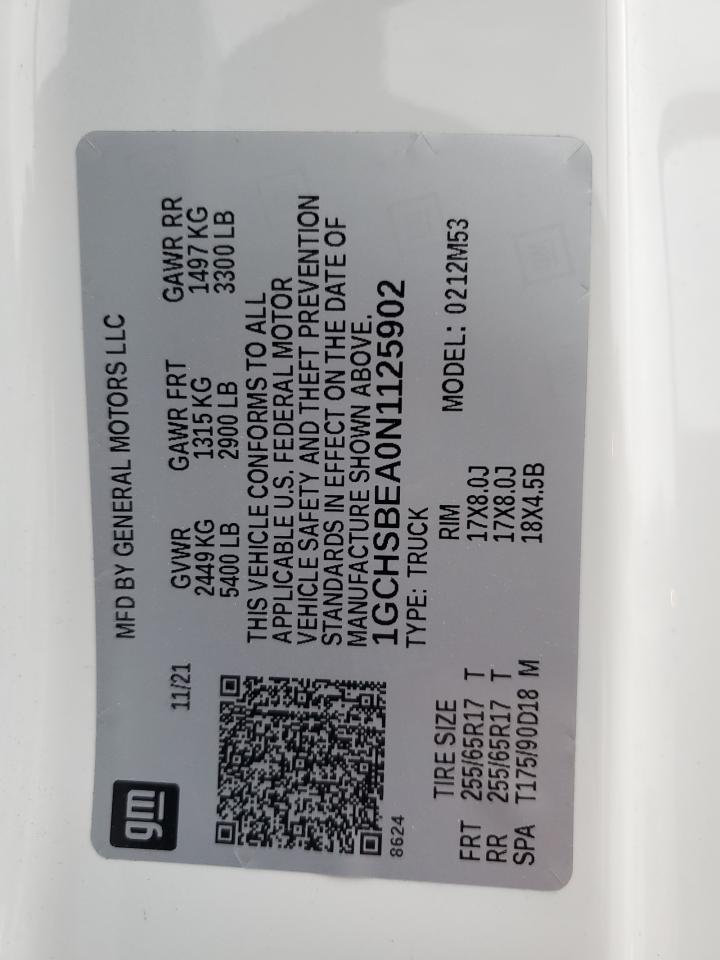 gm
MFD BY GENERAL MOTORS LLC
11/21
GVWR GAWR FRT GAWR RR
2449 KG 1315 KG 1497 KG
5400 LB 2900 LB 3300 LB
THIS VEHICLE CONFORMS TO ALL
APPLICABLE U.S. FEDERAL MOTOR
VEHICLE SAFETY AND THEFT PREVENTION
STANDARDS IN EFFECT ON THE DATE OF
MANUFACTURE SHOWN ABOVE.
1GCHSBEA0N1125902
8624
TYPE: TRUCK
MODEL: 0212M53
TIRE SIZE RIM
FRT 255/65R17 T 17X8.0J
RR 255/65R17 T 17X8.0J
SPA T175/90D18 M 18X4.5B